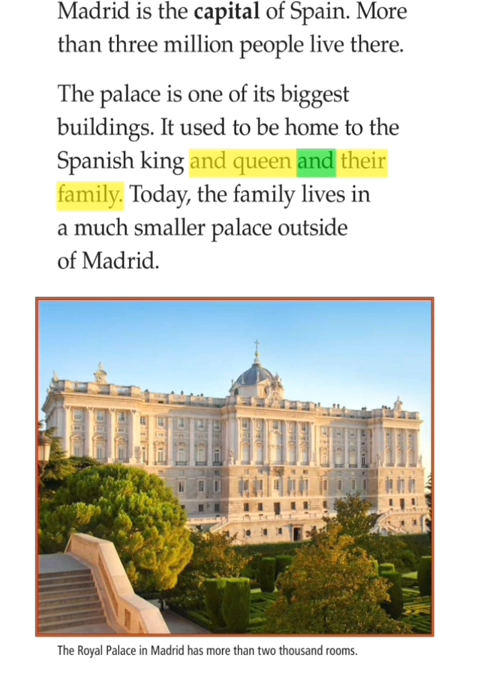 Madrid is the capital of Spain. More
than three million people live there.
The palace is one of its biggest
buildings. It used to be home to the
Spanish king and queen and their
family. Today, the family lives in
a much smaller palace outside
of Madrid.
The Royal Palace in Madrid has more than two thousand rooms.